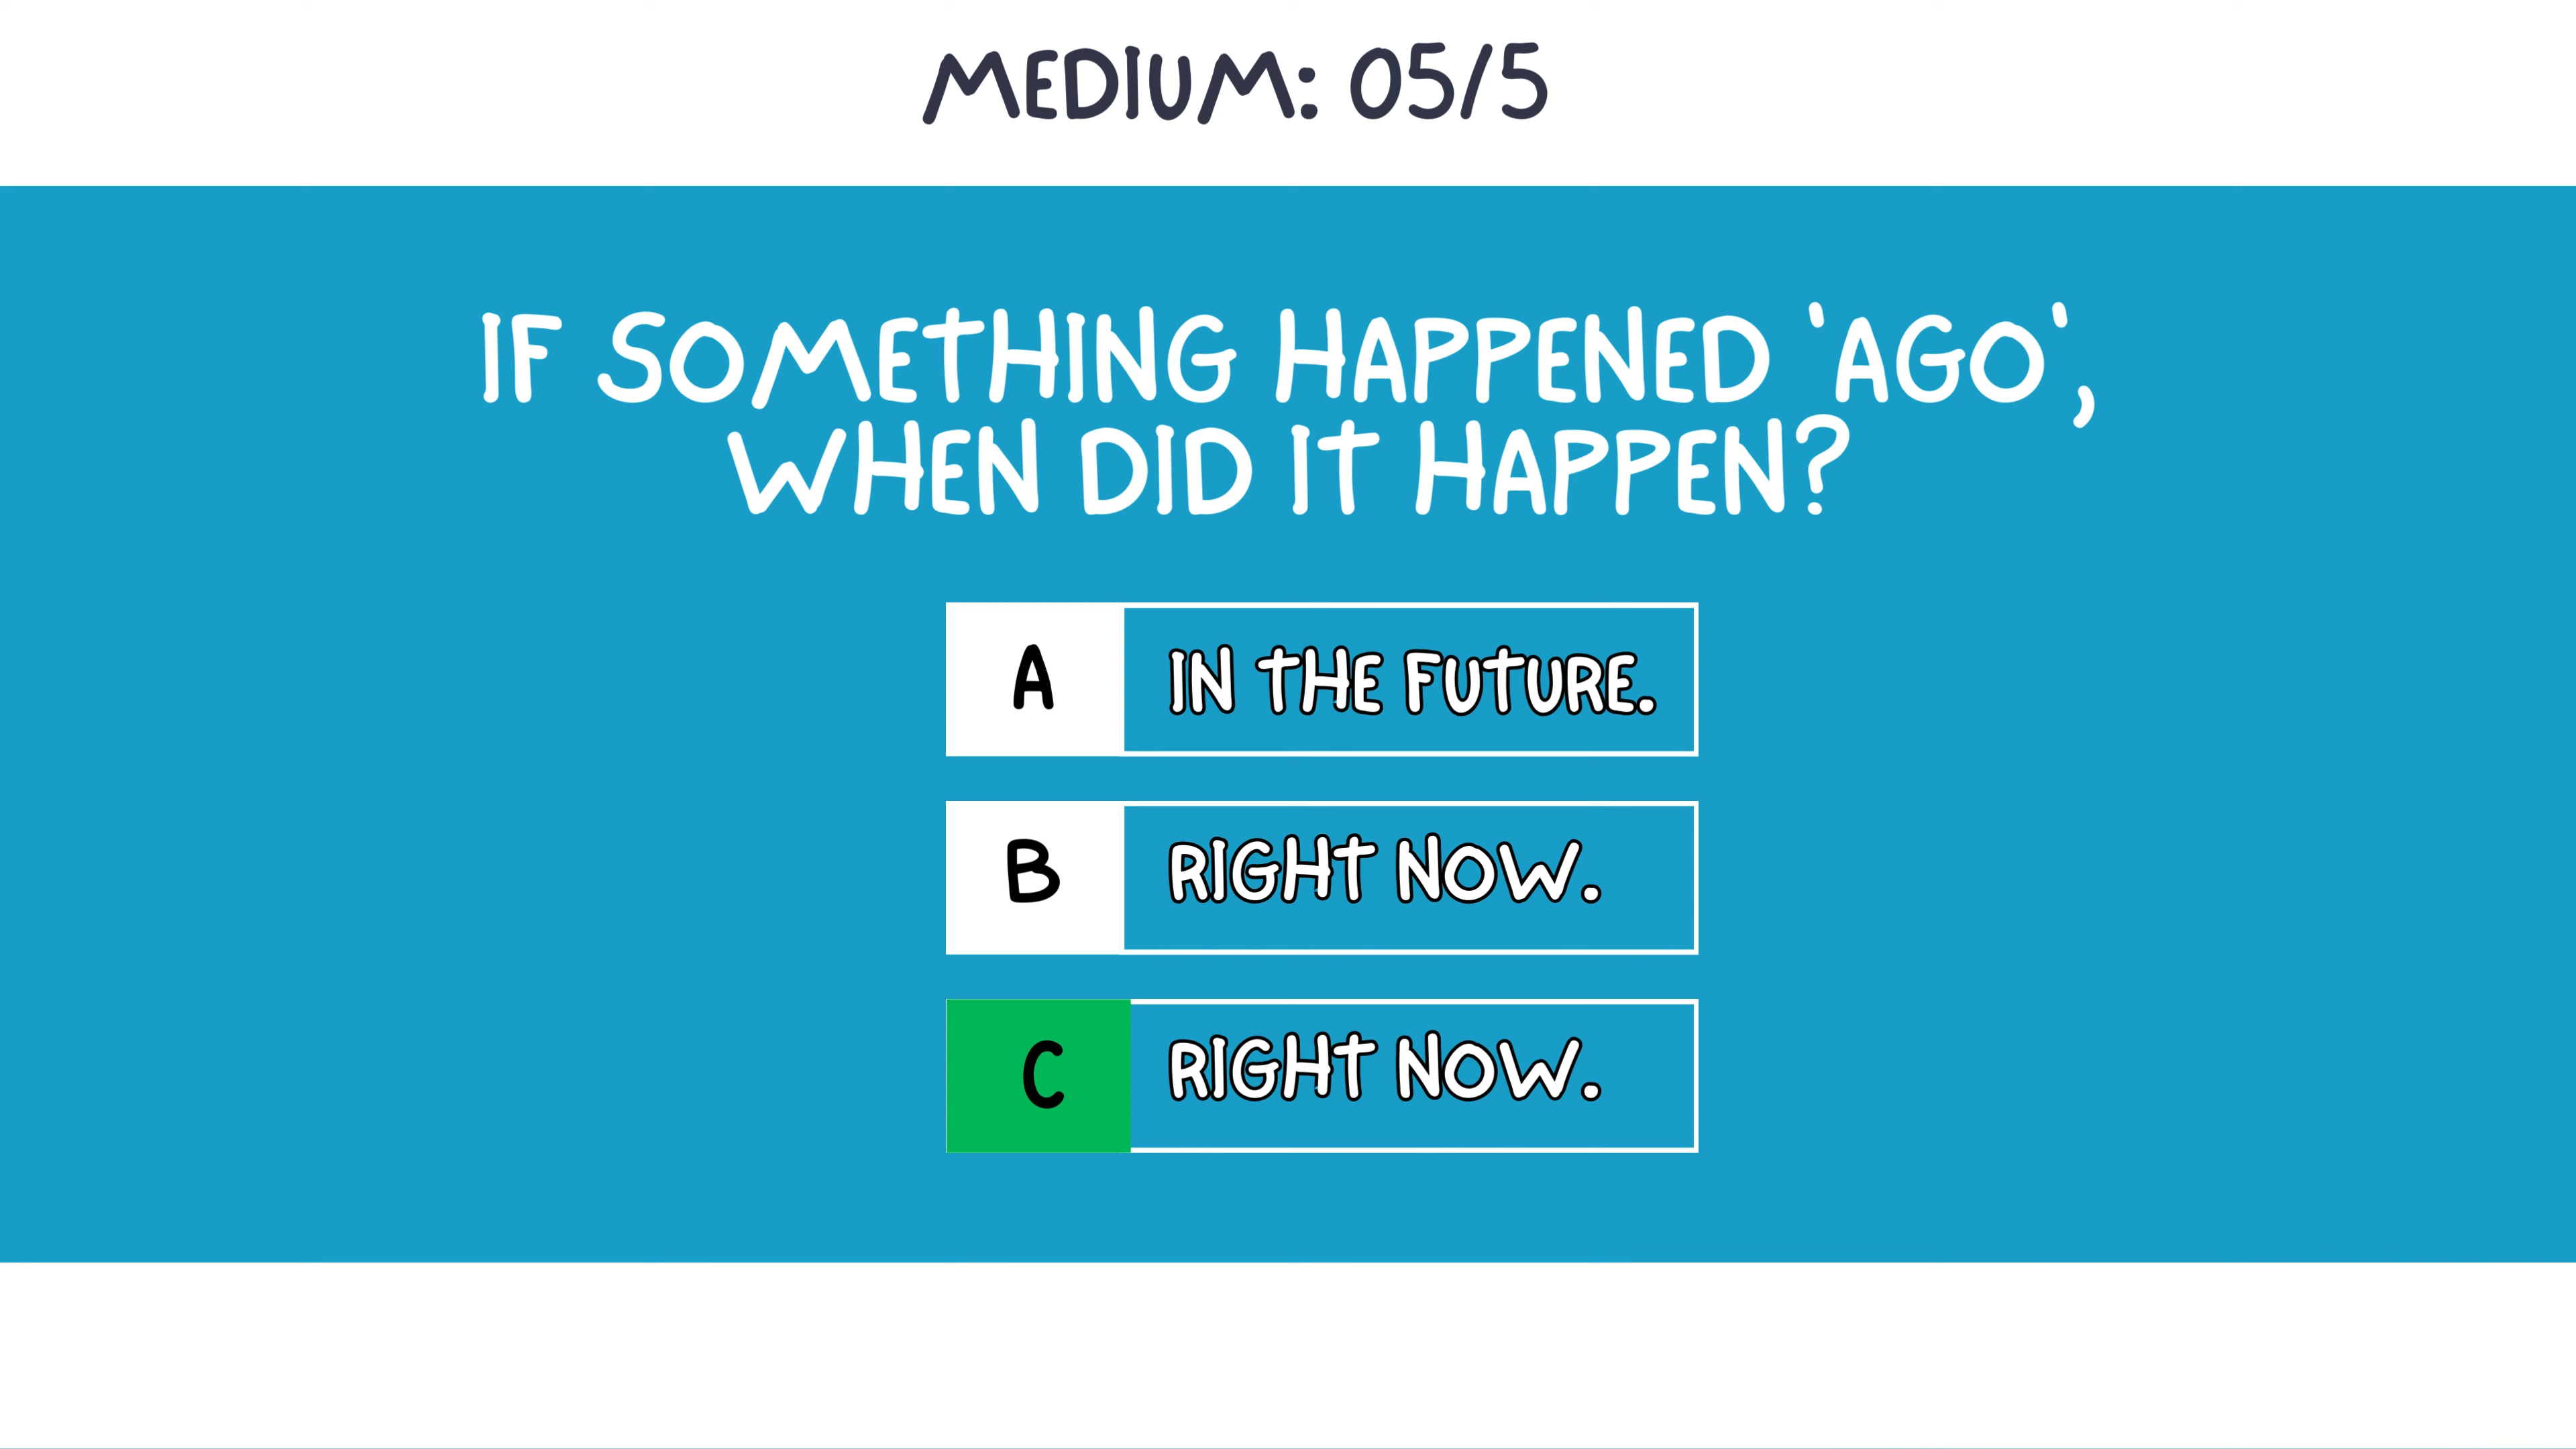 MEDIUM: 05/5
IF SOMETHING HAPPENED 'AGO',
WHEN DID IT HAPPEN?
A IN THE FUTURE.
B RIGHT NOW.
C RIGHT NOW.